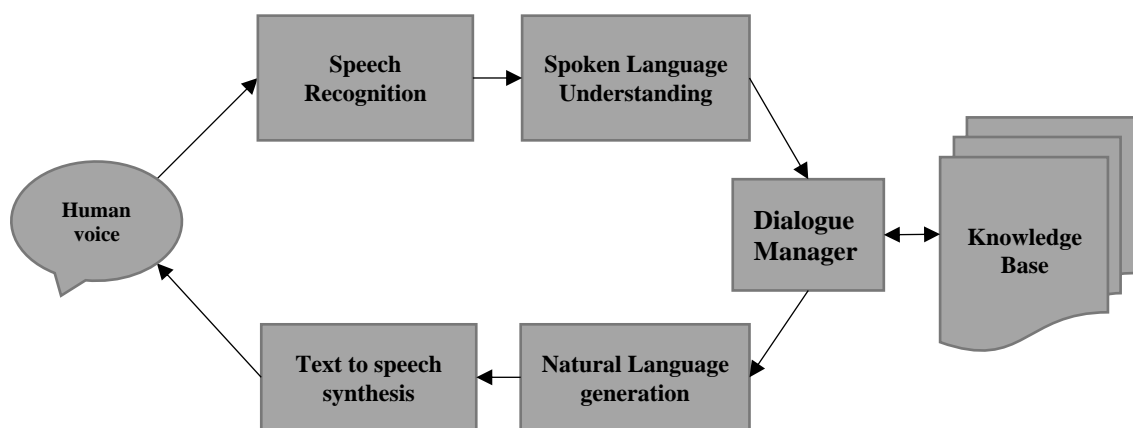 Speech
Recognition
Spoken Language
Understanding
Human
voice
Dialogue
Manager
Knowledge
Base
Text to speech
synthesis
Natural Language
generation